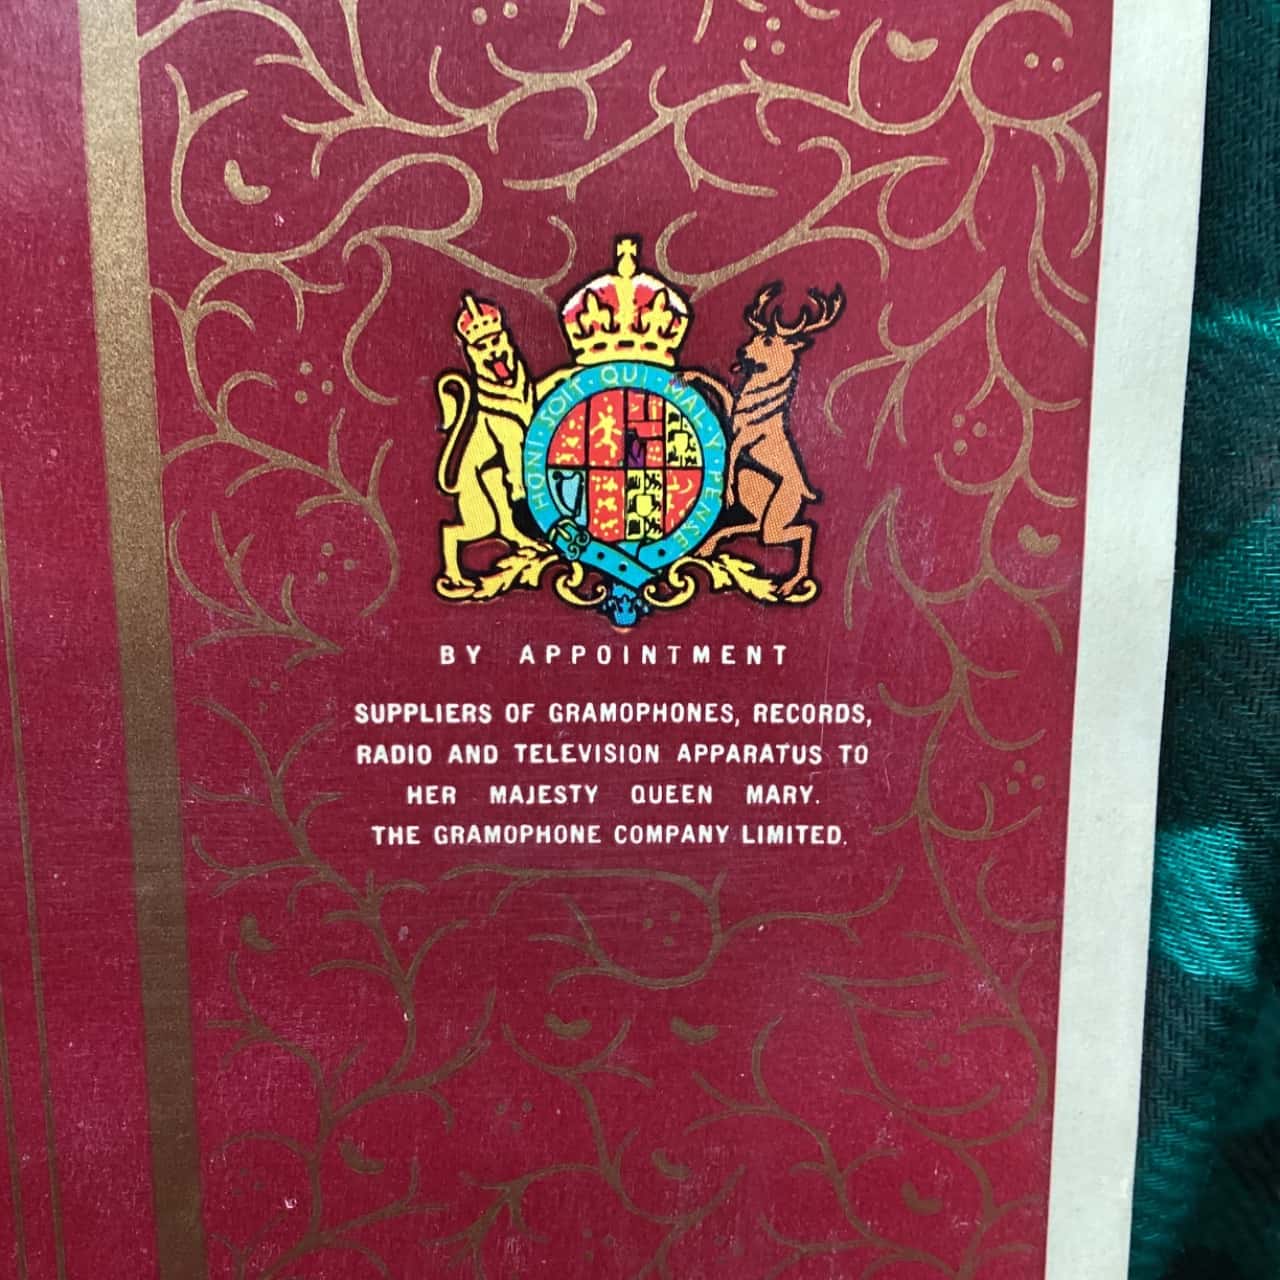 HONI · SOIT · QUI · MAL · Y · PENSE
BY APPOINTMENT
SUPPLIERS OF GRAMOPHONES, RECORDS,
RADIO AND TELEVISION APPARATUS TO
HER MAJESTY QUEEN MARY.
THE GRAMOPHONE COMPANY LIMITED.